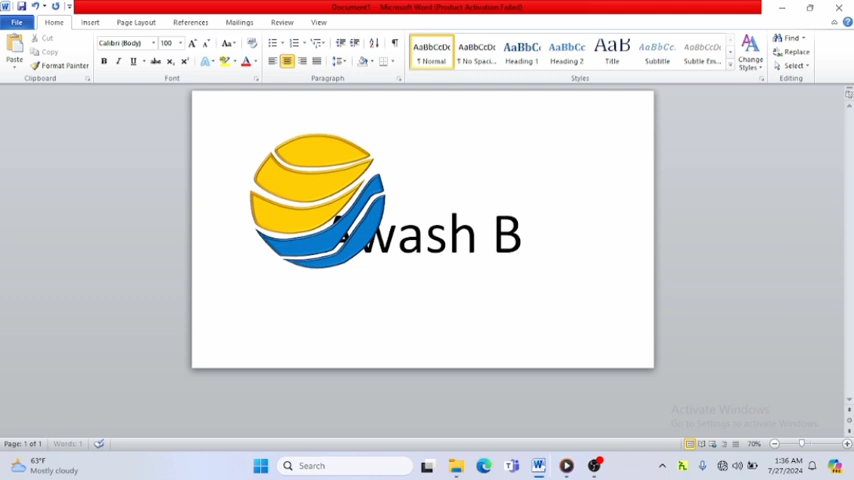 Document1 - Microsoft Word (Product Activation Failed)
File Home Insert Page Layout References Mailings Review View
Paste
Cut
Copy
Format Painter
Clipboard
Calibri (Body) 100
Font
Paragraph
AaBbCcDc AaBbCcDc AaBbCc AaBbCc AaB AaBbCc. AaBbCcDc
¶ Normal ¶ No Spaci... Heading 1 Heading 2 Title Subtitle Subtle Em...
Change Styles
Styles
Find
Replace
Select
Editing
Awash B
Activate Windows
Go to Settings to activate Windows.
Page: 1 of 1 Words: 1 70%
63°F
Mostly cloudy
Search
1:36 AM
7/27/2024